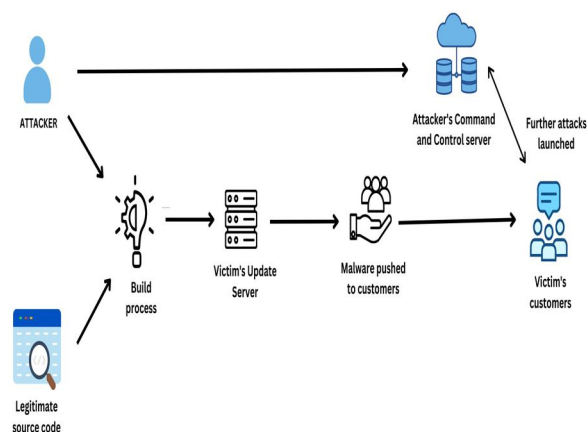 ATTACKER
Attacker's Command
and Control server
Further attacks
launched
Build
process
Victim's Update
Server
Malware pushed
to customers
Victim's
customers
Legitimate
source code